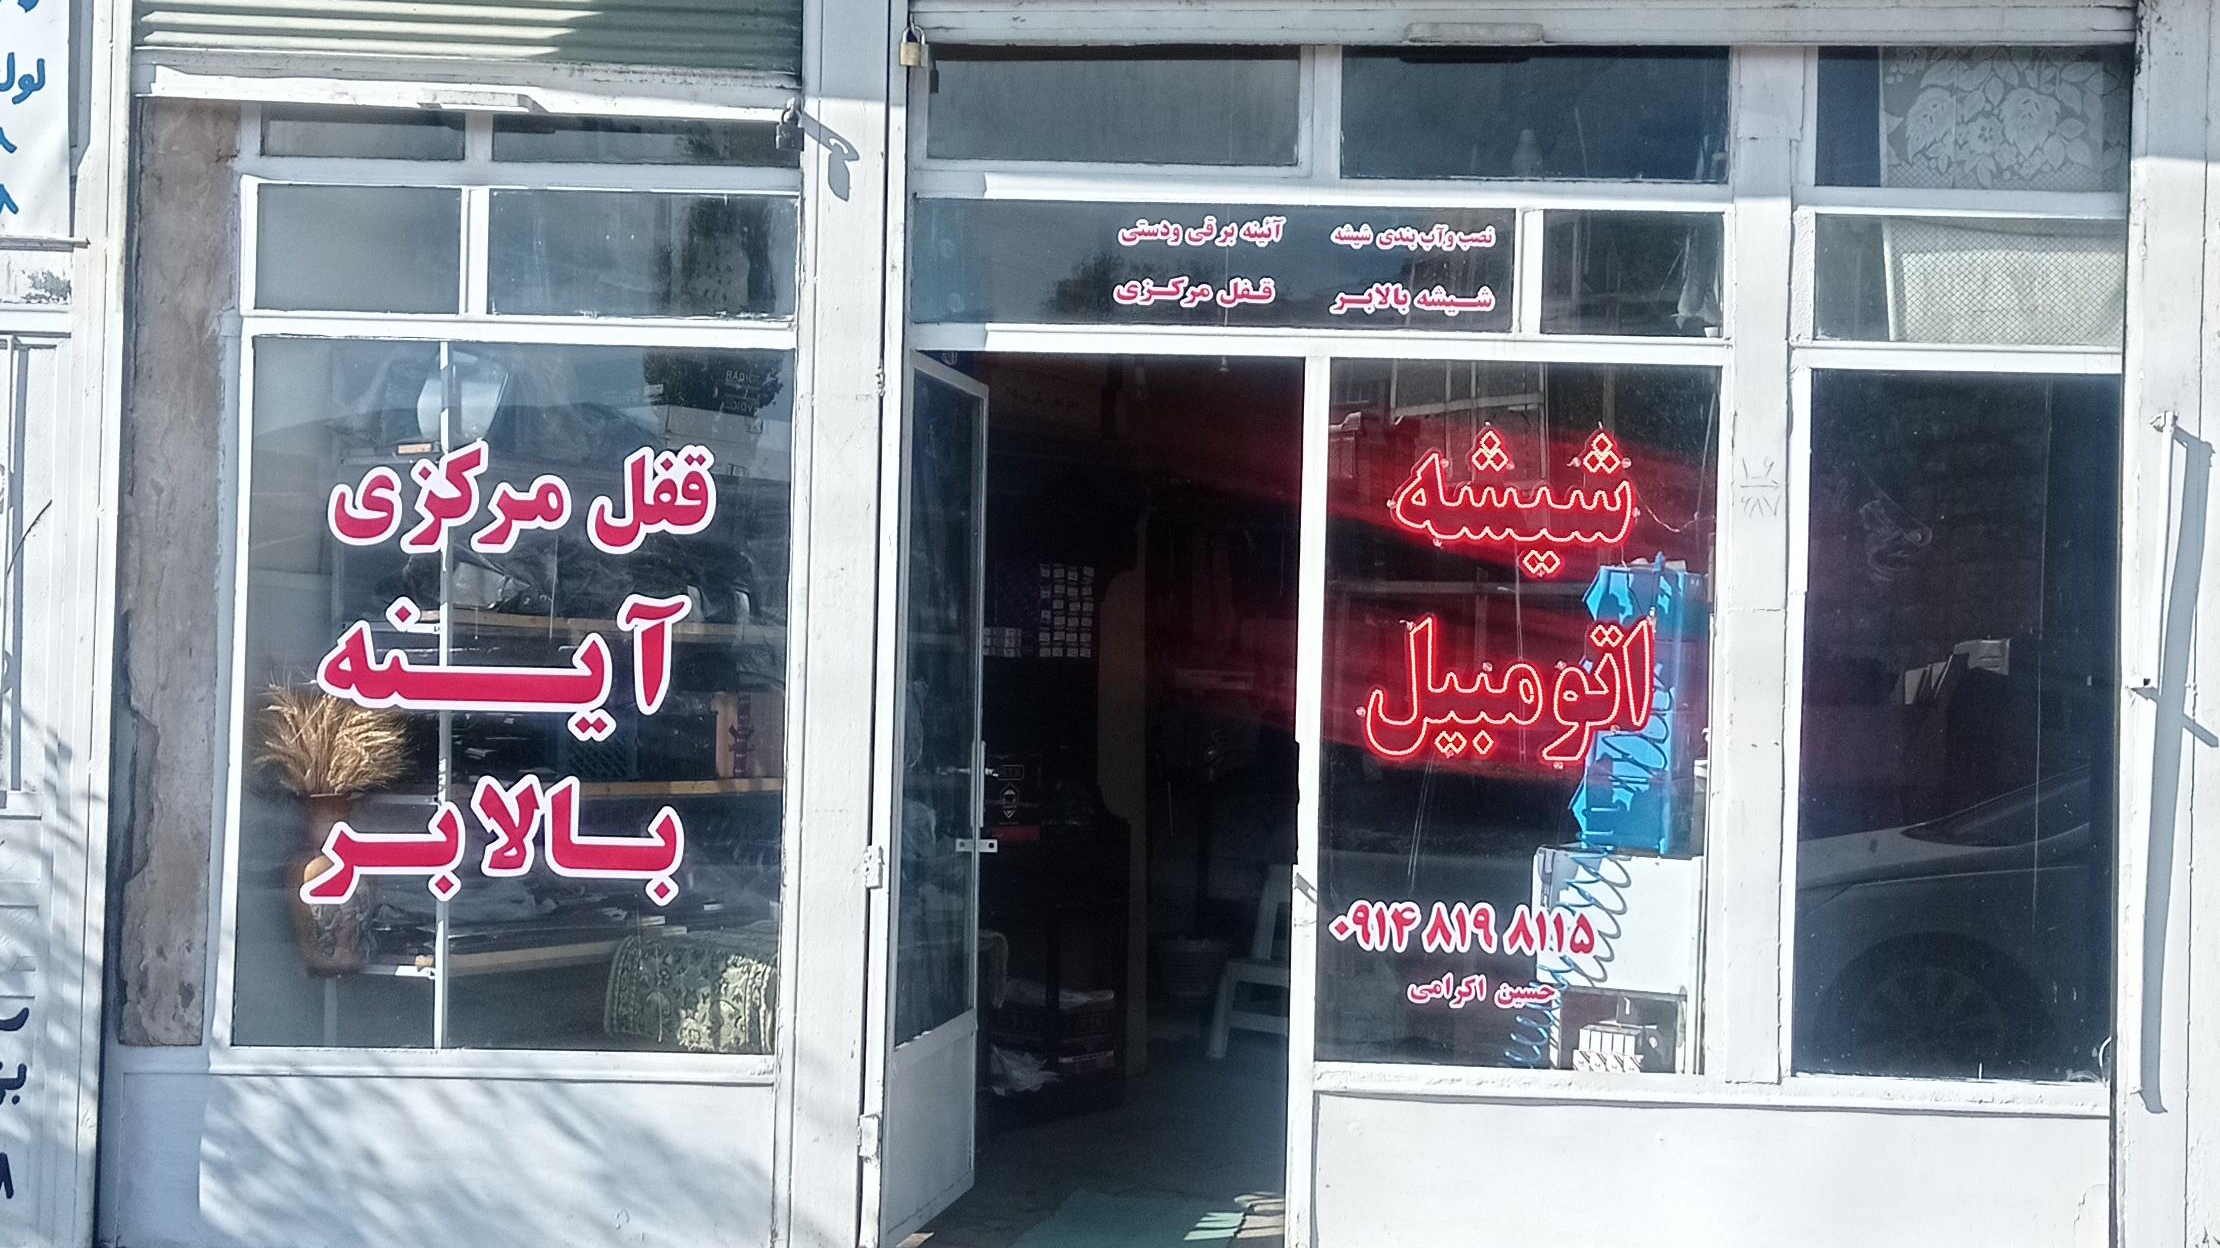 نصب وآب بندی شیشه
آئینه برقی ودستی
شیشه بالابر
قفل مرکزی
شیشه
اتومبیل
۰۹۱۴ ۸۱۹ ۸۱۱۵
حسین اکرامی
قفل مرکزی
آینه
بالابر
RADIO